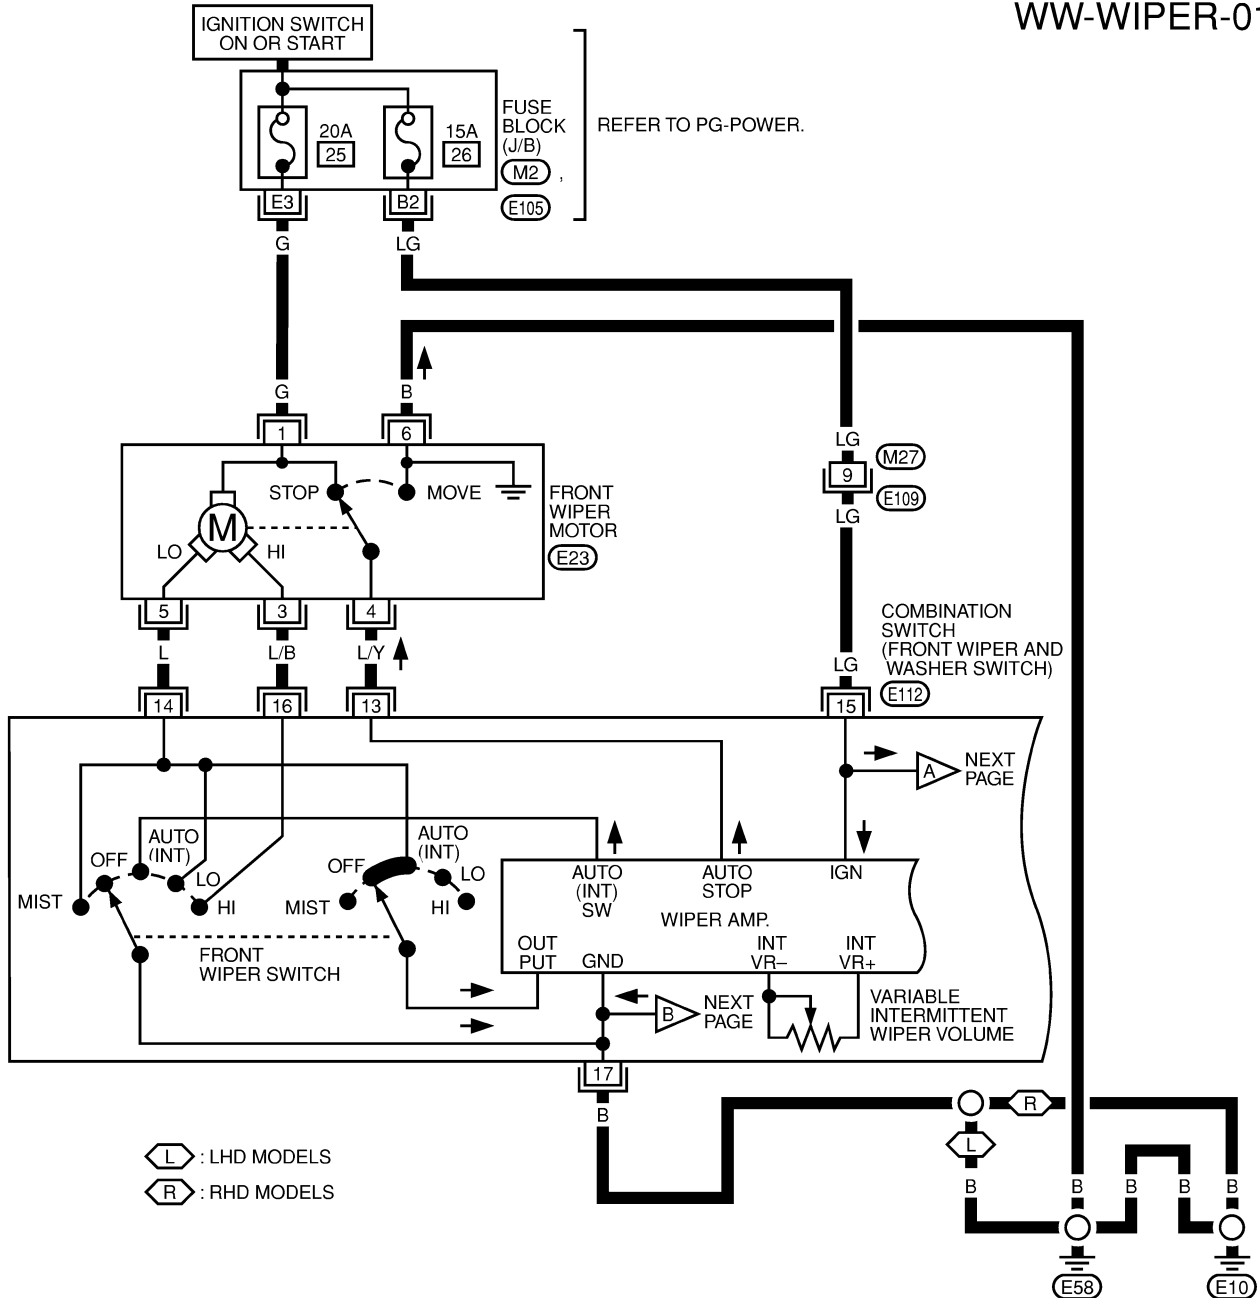 WW-WIPER-01
IGNITION SWITCH
ON OR START
20A
25
15A
26
FUSE
BLOCK
(J/B)
M2 ,
E105
REFER TO PG-POWER.
E3
B2
G
LG
G
B
1
6
LG
M27
9
E109
LG
STOP
MOVE
M
LO
HI
FRONT
WIPER
MOTOR
E23
5
3
4
L
L/B
L/Y
COMBINATION
SWITCH
(FRONT WIPER AND
WASHER SWITCH)
E112
LG
14
16
13
15
A
NEXT
PAGE
MIST
OFF
AUTO
(INT)
LO
HI
MIST
OFF
AUTO
(INT)
LO
HI
FRONT
WIPER SWITCH
AUTO
(INT)
SW
AUTO
STOP
IGN
WIPER AMP.
OUT
PUT
GND
INT
VR–
INT
VR+
B
NEXT
PAGE
VARIABLE
INTERMITTENT
WIPER VOLUME
17
B
R
L
L : LHD MODELS
R : RHD MODELS
B
B
B
B
B
E58
E10